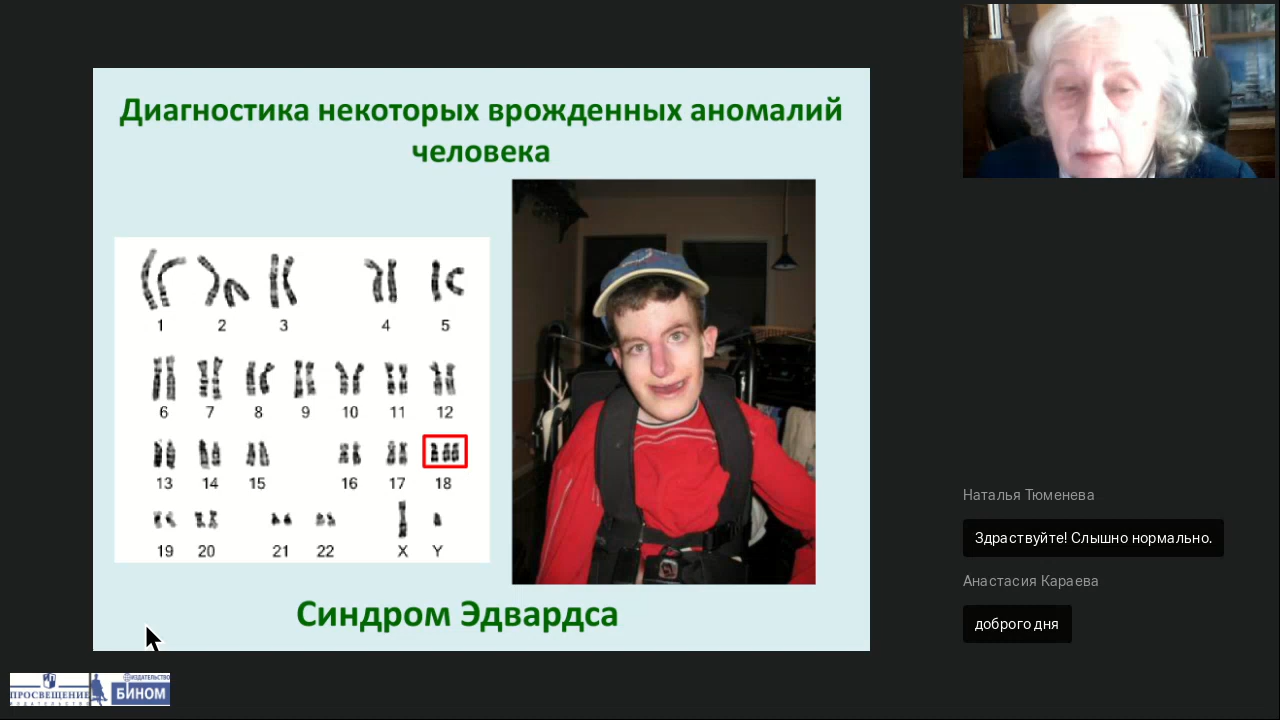 Диагностика некоторых врожденных аномалий
человека
1 2 3 4 5
6 7 8 9 10 11 12
13 14 15 16 17 18
19 20 21 22 X Y
Синдром Эдвардса
Наталья Тюменева
Здраствуйте! Слышно нормально.
Анастасия Караева
доброго дня
ПРОСВЕЩЕНИЕ
ИЗДАТЕЛЬСТВО
ИЗДАТЕЛЬСТВО
БИНОМ